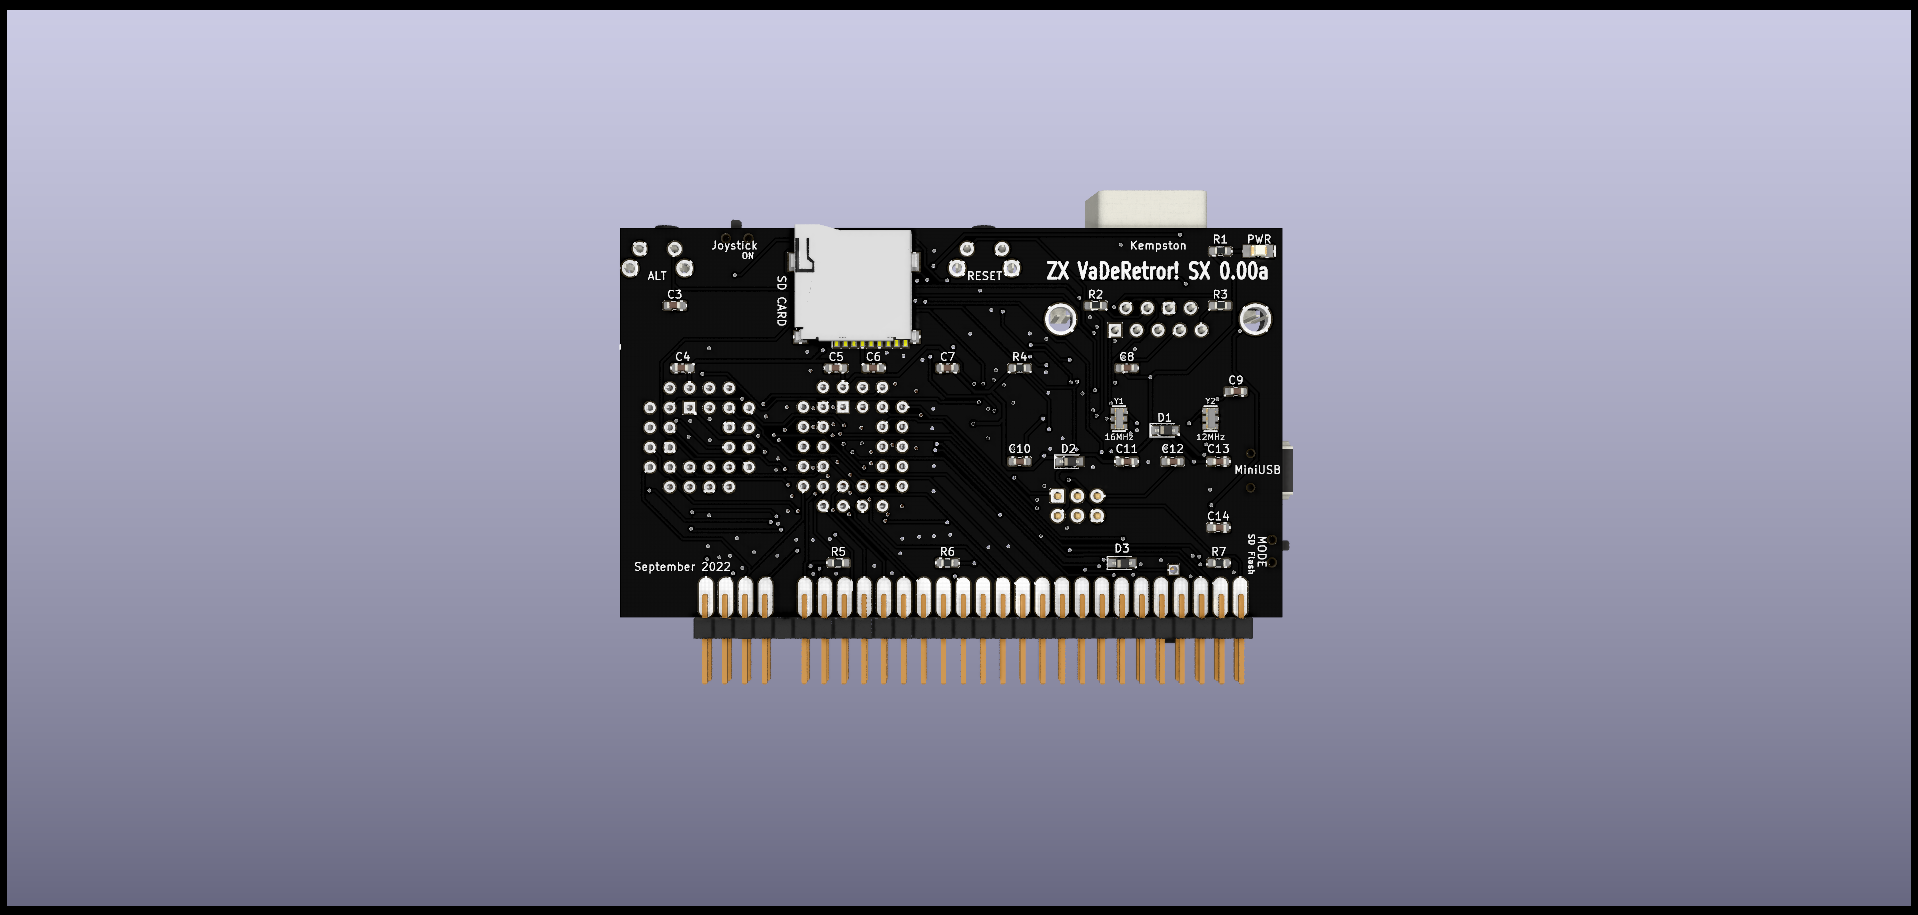 Joystick
ON
Kempston
R1
PWR
ALT
RESET
ZX VaDeRetror! SX 0.00a
SD CARD
C3
R2
R3
C4
C5
C6
C7
R4
C8
C9
Y1
16MHz
D1
Y2
12MHz
C10
D2
C11
C12
C13
MiniUSB
C14
MODE
SD Flash
September 2022
R5
R6
D3
R7